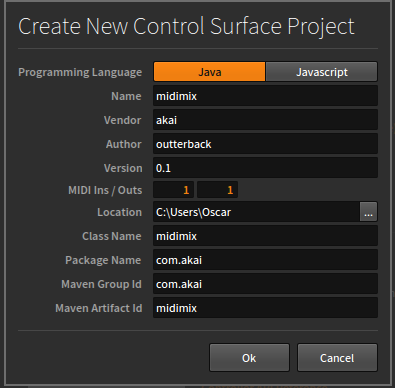 Create New Control Surface Project
Programming Language Java Javascript
Name midimix
Vendor akai
Author outterback
Version 0.1
MIDI Ins / Outs 1 1
Location C:\Users\Oscar ...
Class Name midimix
Package Name com.akai
Maven Group Id com.akai
Maven Artifact Id midimix
Ok Cancel